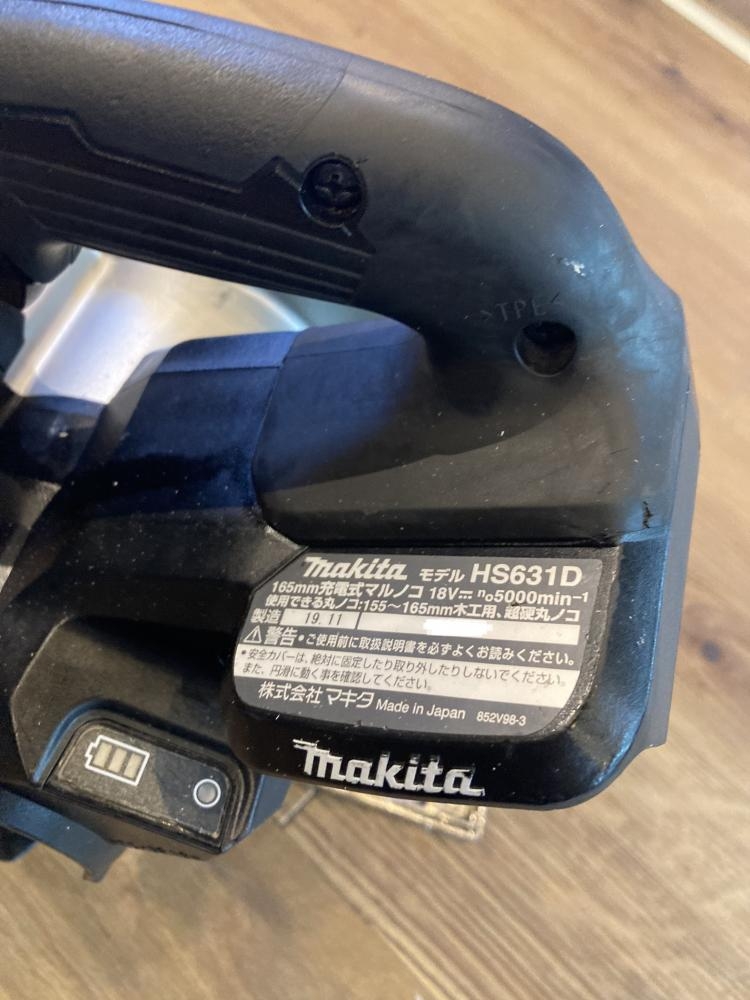 >TPE<
makita モデル HS631D
165mm充電式マルノコ 18V⎓ n₀5000min⁻¹
使用できる丸ノコ:155～165mm木工用、超硬丸ノコ
製造 19.11
⚠警告•ご使用前に取扱説明書を必ずよくお読みください。
•安全カバーは、絶対に固定したり取り外したりしないでください。
また、円滑に動く事を確認してください。
株式会社マキタ Made in Japan 852V98-3
makita